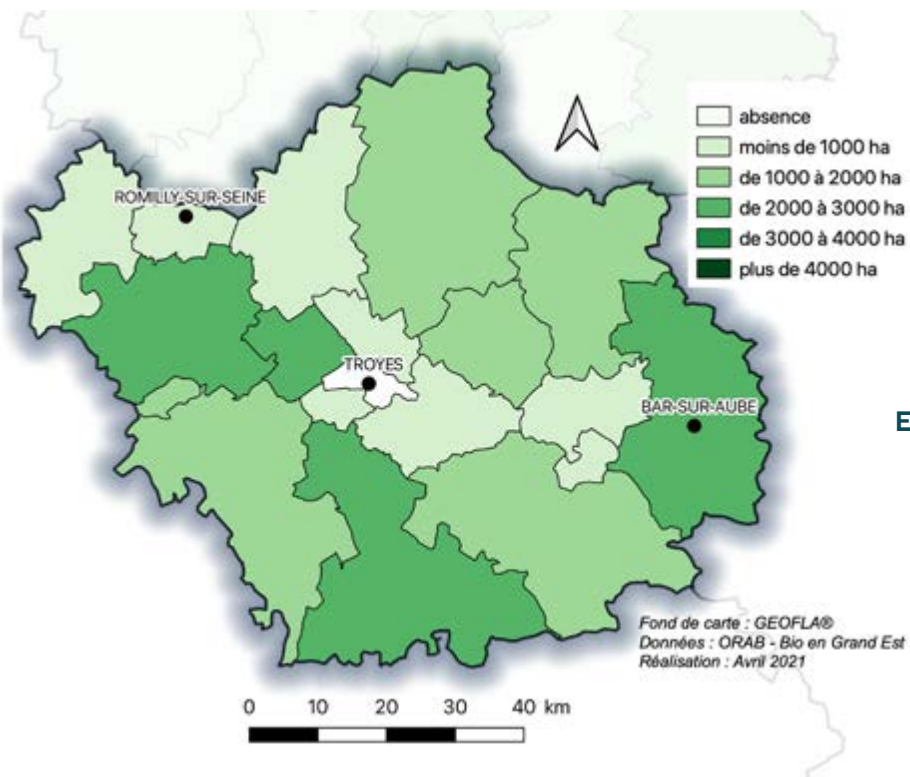 absence
moins de 1000 ha
de 1000 à 2000 ha
de 2000 à 3000 ha
de 3000 à 4000 ha
plus de 4000 ha
ROMILLY-SUR-SEINE
TROYES
BAR-SUR-AUBE
E
Fond de carte : GEOFLA®
Données : ORAB - Bio en Grand Est
Réalisation : Avril 2021
0 10 20 30 40 km